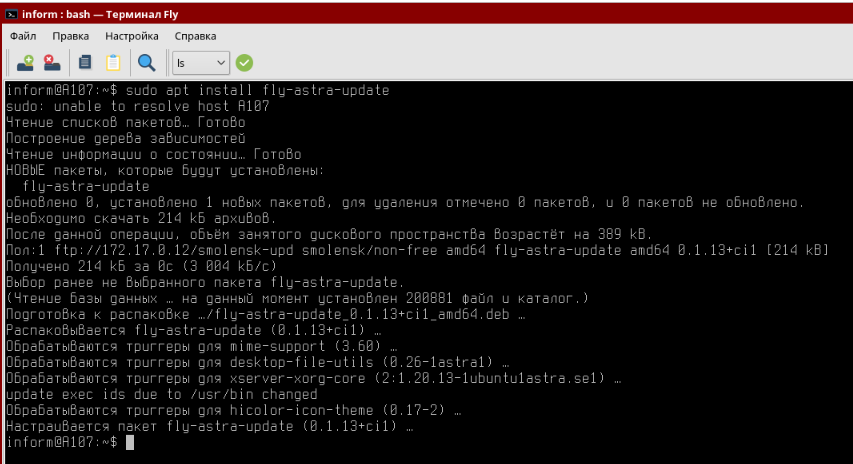 inform : bash — Терминал Fly
Файл Правка Настройка Справка
ls
inform@A107:~$ sudo apt install fly-astra-update
sudo: unable to resolve host A107
Чтение списков пакетов… Готово
Построение дерева зависимостей
Чтение информации о состоянии… Готово
НОВЫЕ пакеты, которые будут установлены:
fly-astra-update
обновлено 0, установлено 1 новых пакетов, для удаления отмечено 0 пакетов, и 0 пакетов не обновлено.
Необходимо скачать 214 kБ архивов.
После данной операции, объём занятого дискового пространства возрастёт на 389 kB.
Пол:1 ftp://172.17.0.12/smolensk-upd smolensk/non-free amd64 fly-astra-update amd64 0.1.13+ci1 [214 kB]
Получено 214 kБ за 0с (3 004 kБ/c)
Выбор ранее не выбранного пакета fly-astra-update.
(Чтение базы данных … на данный момент установлен 200881 файл и каталог.)
Подготовка к распаковке …/fly-astra-update_0.1.13+ci1_amd64.deb …
Распаковывается fly-astra-update (0.1.13+ci1) …
Обрабатываются триггеры для mime-support (3.60) …
Обрабатываются триггеры для desktop-file-utils (0.26-1astra1) …
Обрабатываются триггеры для xserver-xorg-core (2:1.20.13-1ubuntu1astra.se1) …
update exec ids due to /usr/bin changed
Обрабатываются триггеры для hicolor-icon-theme (0.17-2) …
Настраивается пакет fly-astra-update (0.1.13+ci1) …
inform@A107:~$